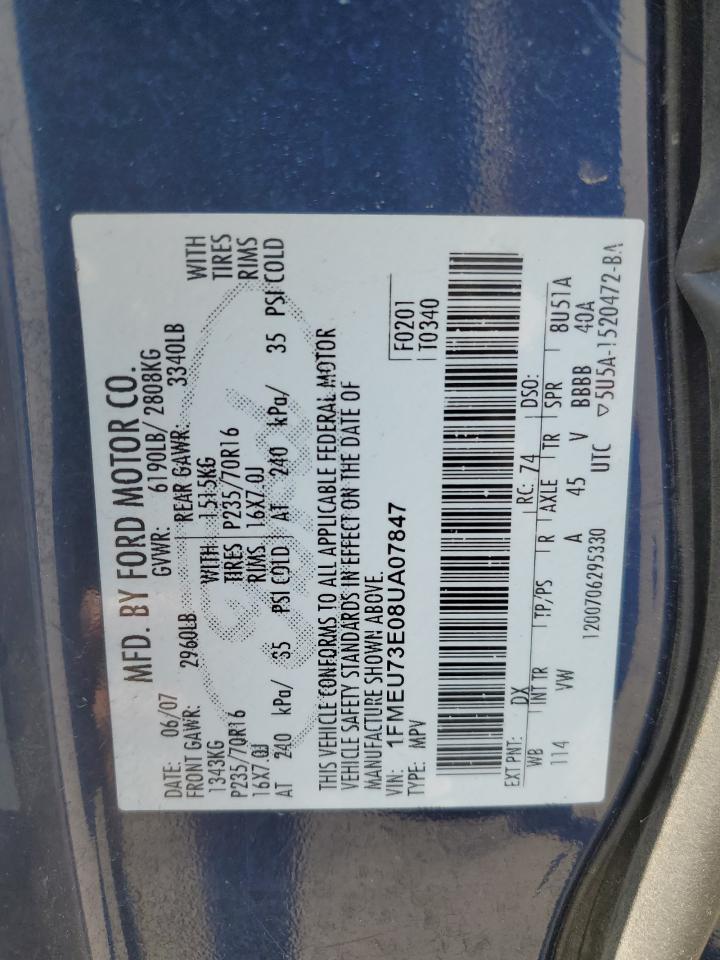 MFD. BY FORD MOTOR CO.
DATE: 06/07 GVWR: 6190LB/ 2808KG
FRONT GAWR: 2960LB REAR GAWR: 3340LB
1343KG WITH 1515KG WITH
P235/70R16 TIRES P235/70R16 TIRES
16X7.0J RIMS 16X7.0J RIMS
AT 240 kPa/ 35 PSI COLD AT 240 kPa/ 35 PSI COLD
THIS VEHICLE CONFORMS TO ALL APPLICABLE FEDERAL MOTOR
VEHICLE SAFETY STANDARDS IN EFFECT ON THE DATE OF
MANUFACTURE SHOWN ABOVE.
VIN: 1FMEU73E08UA07847
TYPE: MPV
F0201
T0340
EXT PNT: DX RC: 74 DSO:
WB INT TR TP/PS R AXLE TR SPR 8U51A
114 VW A 45 V BBBB 40A
1200706295330 UTC ▽5U5A-1520472-BA